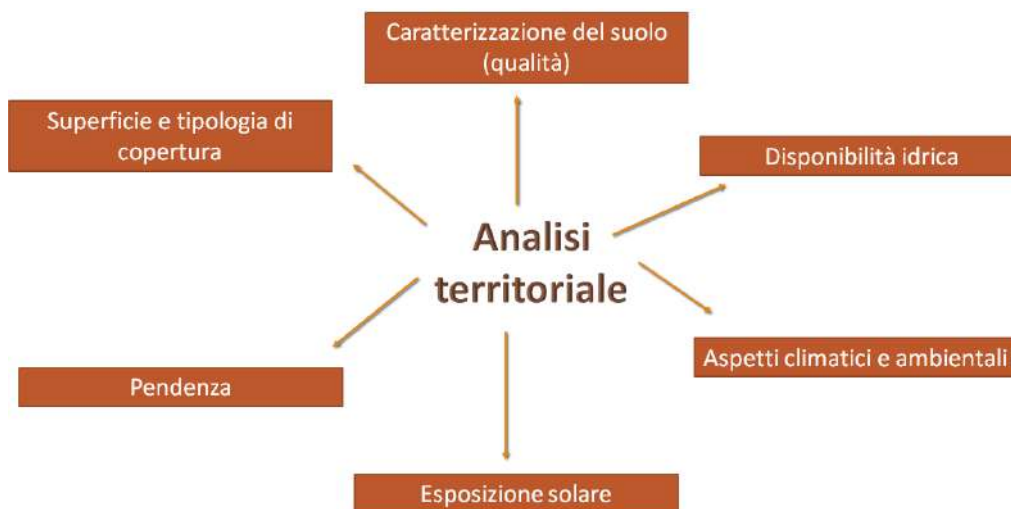 Caratterizzazione del suolo
(qualità)
Superficie e tipologia di
copertura
Disponibilità idrica
Analisi
territoriale
Aspetti climatici e ambientali
Pendenza
Esposizione solare